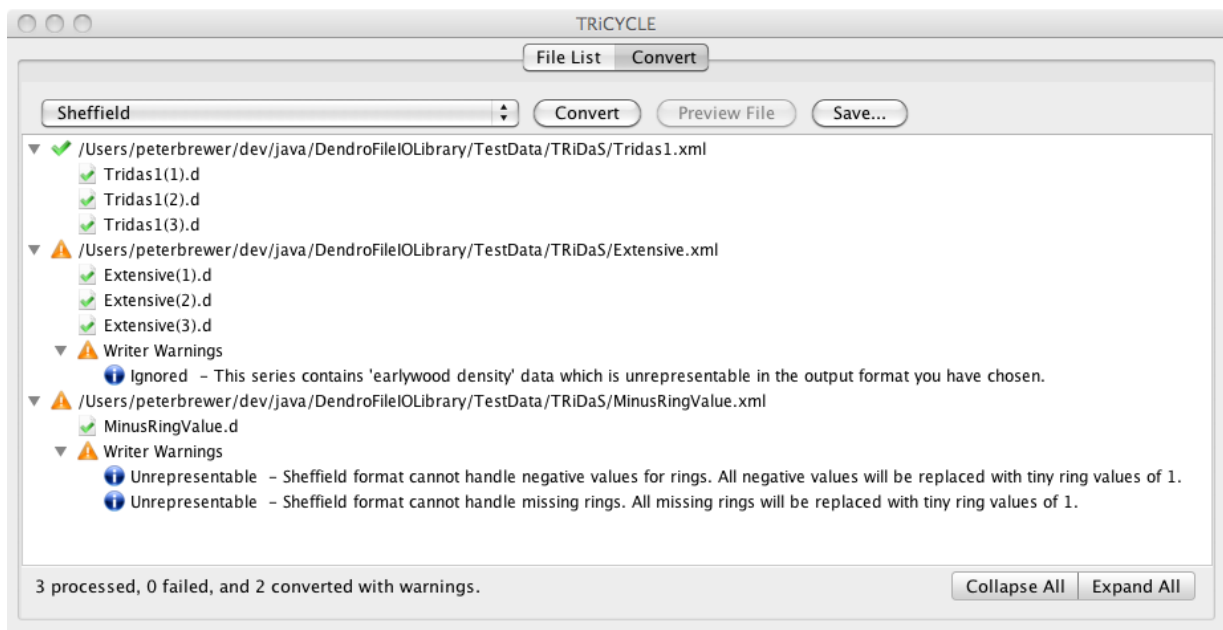 TRiCYCLE
File List Convert
Sheffield Convert Preview File Save...
/Users/peterbrewer/dev/java/DendroFileIOLibrary/TestData/TRiDaS/Tridas1.xml
Tridas1(1).d
Tridas1(2).d
Tridas1(3).d
/Users/peterbrewer/dev/java/DendroFileIOLibrary/TestData/TRiDaS/Extensive.xml
Extensive(1).d
Extensive(2).d
Extensive(3).d
Writer Warnings
Ignored – This series contains 'earlywood density' data which is unrepresentable in the output format you have chosen.
/Users/peterbrewer/dev/java/DendroFileIOLibrary/TestData/TRiDaS/MinusRingValue.xml
MinusRingValue.d
Writer Warnings
Unrepresentable – Sheffield format cannot handle negative values for rings. All negative values will be replaced with tiny ring values of 1.
Unrepresentable – Sheffield format cannot handle missing rings. All missing rings will be replaced with tiny ring values of 1.
3 processed, 0 failed, and 2 converted with warnings. Collapse All Expand All